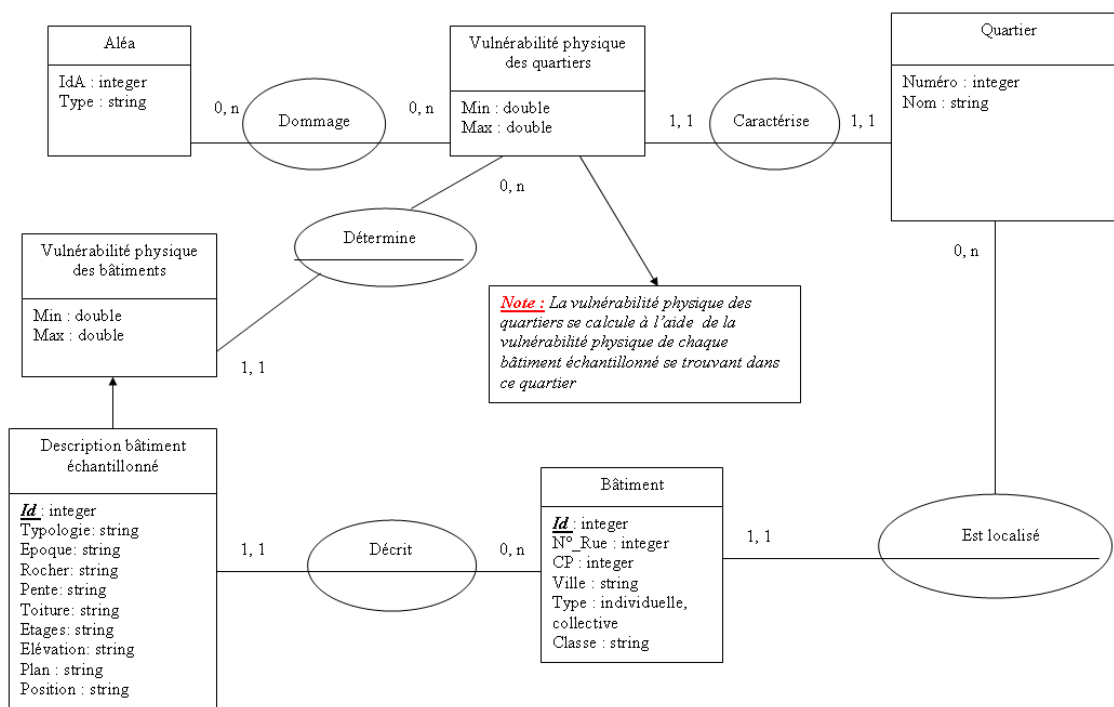 Aléa
IdA : integer
Type : string
0, n
Dommage
0, n
Vulnérabilité physique
des quartiers
Min : double
Max : double
1, 1
Caractérise
1, 1
Quartier
Numéro : integer
Nom : string
0, n
Détermine
1, 1
0, n
Vulnérabilité physique
des bâtiments
Min : double
Max : double
Note : La vulnérabilité physique des
quartiers se calcule à l'aide de la
vulnérabilité physique de chaque
bâtiment échantillonné se trouvant dans
ce quartier
Description bâtiment
échantillonné
Id : integer
Typologie: string
Epoque: string
Rocher: string
Pente: string
Toiture: string
Etages: string
Elévation: string
Plan : string
Position : string
1, 1
Décrit
0, n
Bâtiment
Id : integer
N°_Rue : integer
CP : integer
Ville : string
Type : individuelle,
collective
Classe : string
1, 1
Est localisé